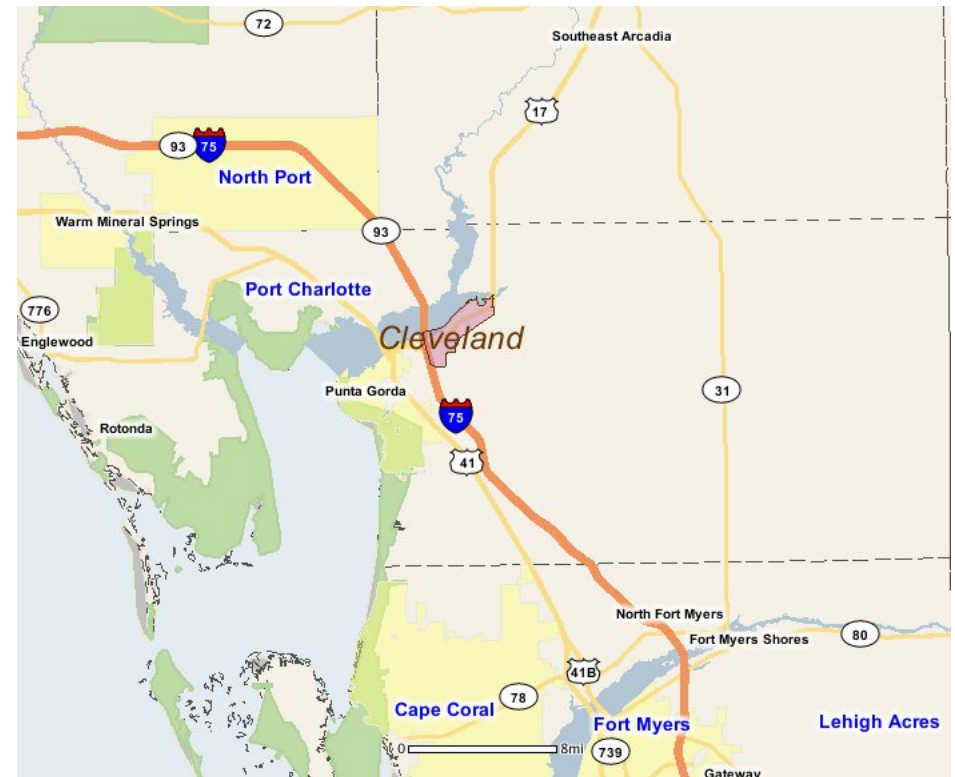 72
Southeast Arcadia
17
93
75
North Port
Warm Mineral Springs
93
Port Charlotte
776
Cleveland
Englewood
Punta Gorda
31
75
Rotonda
41
North Fort Myers
80
Fort Myers Shores
41B
78
Cape Coral
Fort Myers
Lehigh Acres
0
8mi
739
Gateway